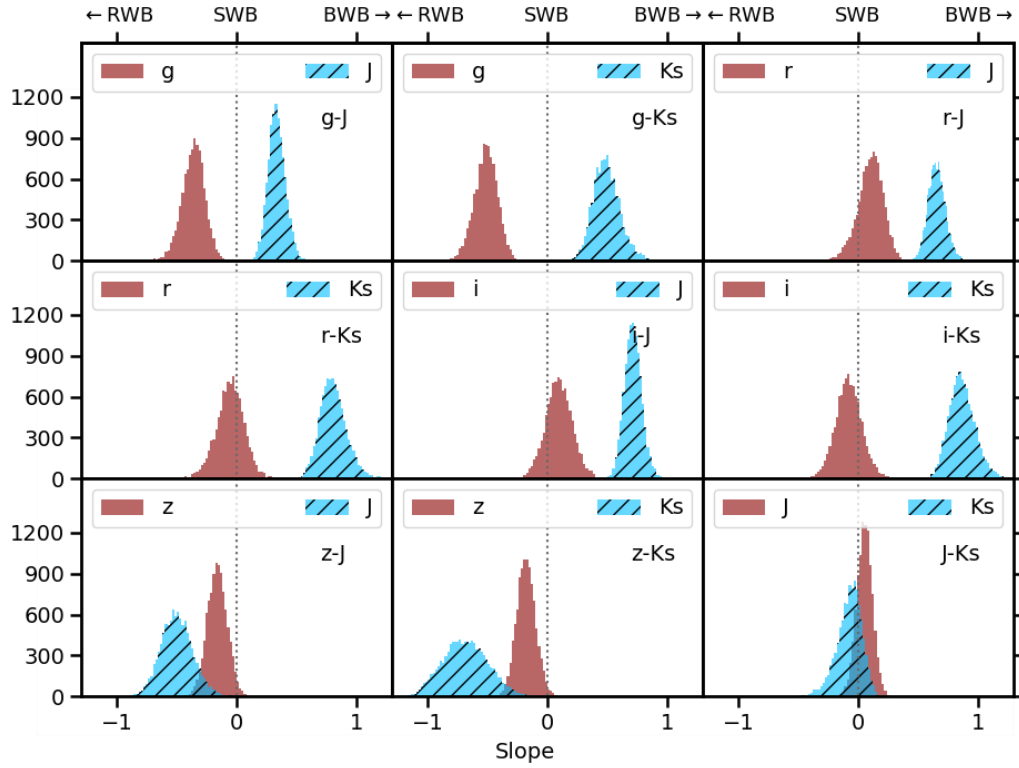 ← RWB SWB BWB → ← RWB SWB BWB → ← RWB SWB BWB →
g J g Ks r J
1200 g-J g-Ks r-J
900
600
300
0
r Ks i J i Ks
1200 r-Ks i-J i-Ks
900
600
300
0
z J z Ks J Ks
1200 z-J z-Ks J-Ks
900
600
300
0
−1 0 1 −1 0 1 −1 0 1
Slope